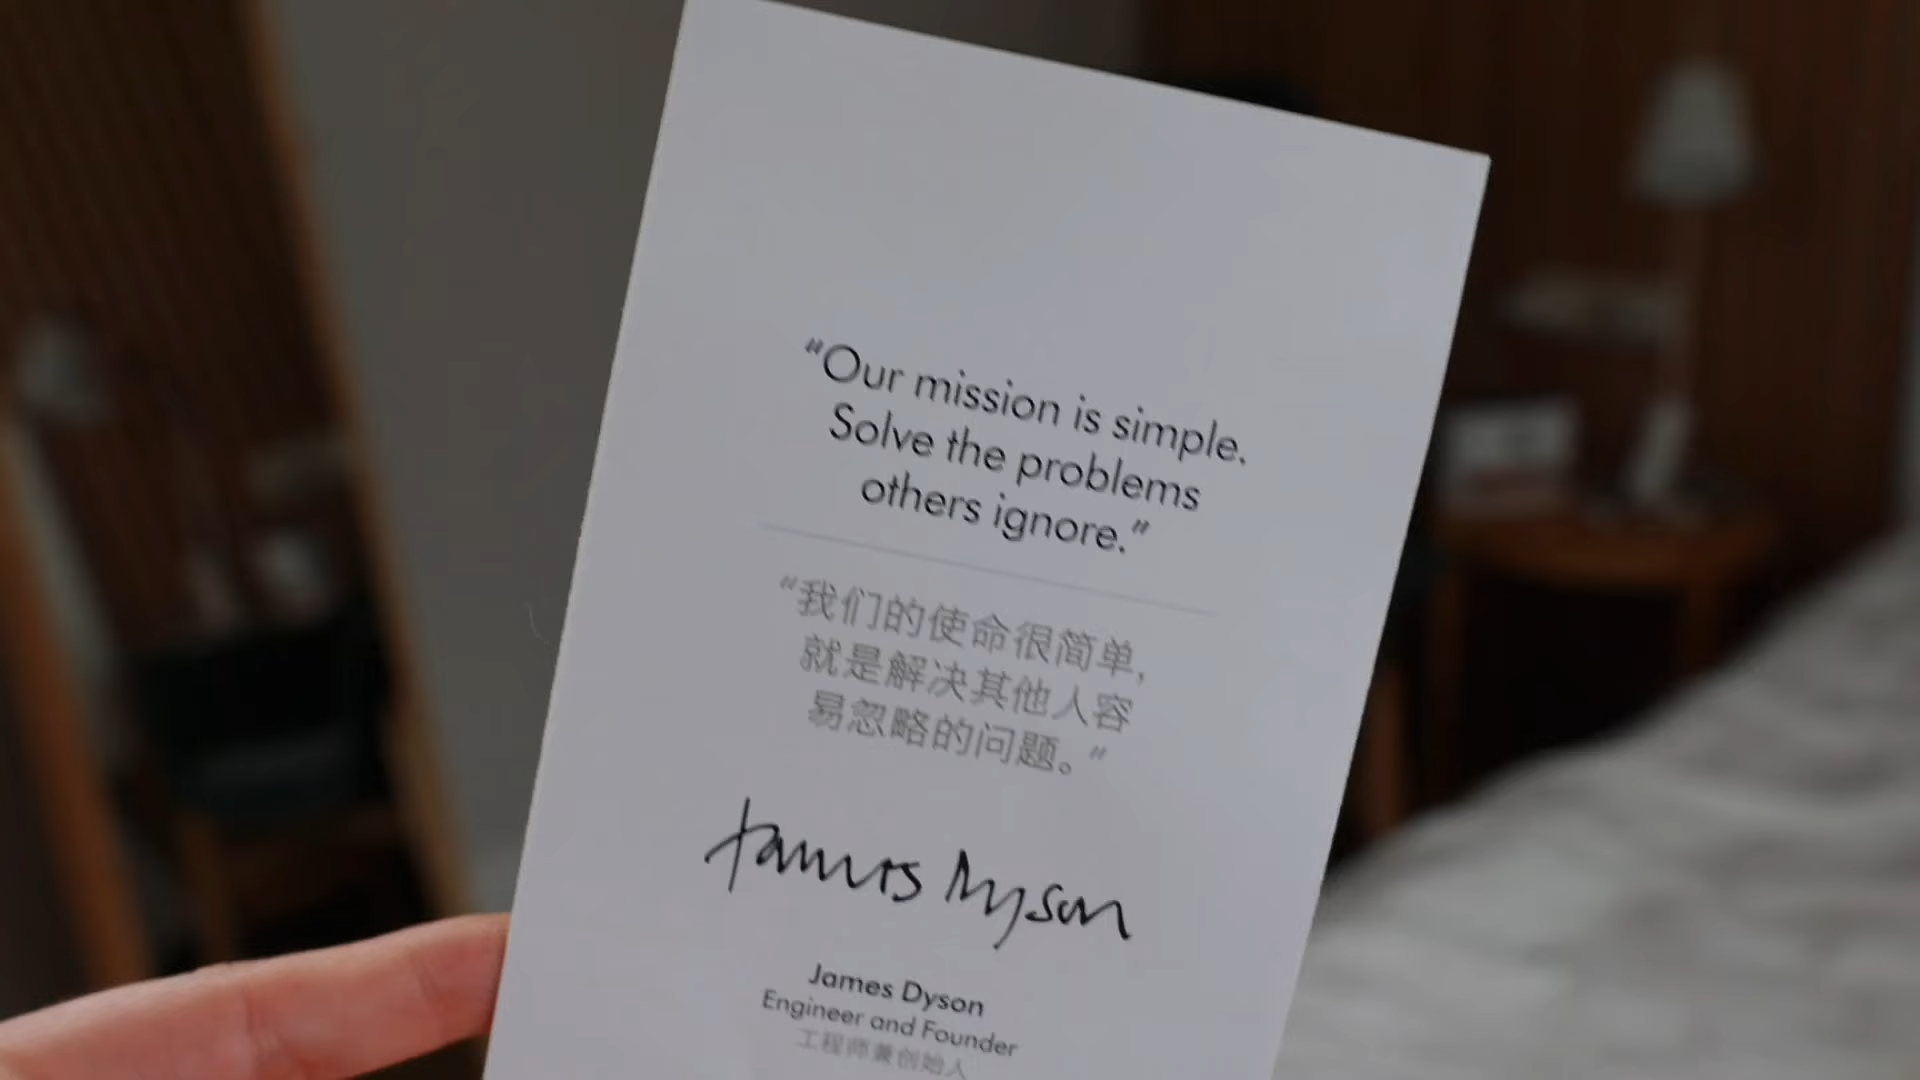 “Our mission is simple.
Solve the problems
others ignore.”
“我们的使命很简单，
就是解决其他人容
易忽略的问题。”
James Dyson
James Dyson
Engineer and Founder
工程师兼创始人